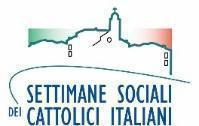 SETTIMANE SOCIALI
DEI CATTOLICI ITALIANI